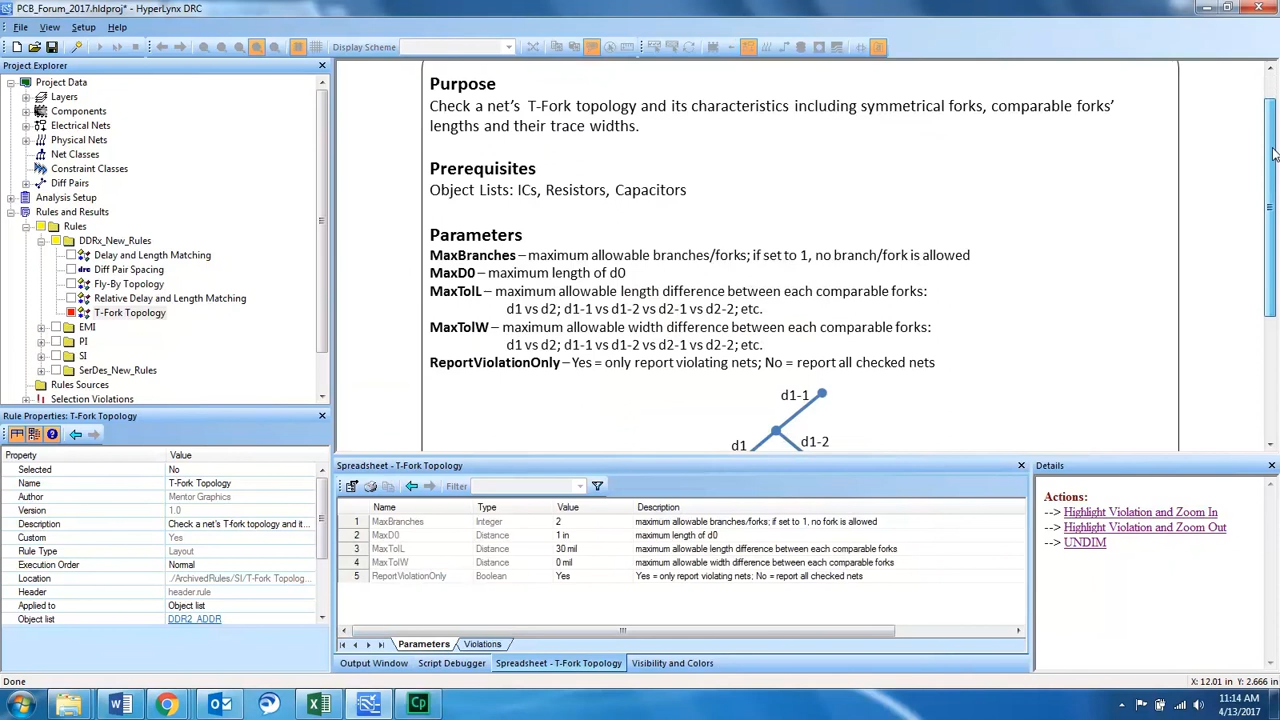 PCB_Forum_2017.hldproj* - HyperLynx DRC
File View Setup Help
Display Scheme
Project Explorer
Project Data
Layers
Components
Electrical Nets
Physical Nets
Net Classes
Constraint Classes
Diff Pairs
Analysis Setup
Rules and Results
Rules
DDRx_New_Rules
Delay and Length Matching
drc Diff Pair Spacing
Fly-By Topology
Relative Delay and Length Matching
T-Fork Topology
EMI
PI
SI
SerDes_New_Rules
Rules Sources
Selection Violations
Rule Properties: T-Fork Topology
Property Value
Selected No
Name T-Fork Topology
Author Mentor Graphics
Version 1.0
Description Check a net's T-fork topology and it...
Custom Yes
Rule Type Layout
Execution Order Normal
Location ./ArchivedRules/SI/T-Fork Topolog...
Header header.rule
Applied to Object list
Object list DDR2_ADDR
Purpose
Check a net's T-Fork topology and its characteristics including symmetrical forks, comparable forks'
lengths and their trace widths.
Prerequisites
Object Lists: ICs, Resistors, Capacitors
Parameters
MaxBranches – maximum allowable branches/forks; if set to 1, no branch/fork is allowed
MaxD0 – maximum length of d0
MaxTolL – maximum allowable length difference between each comparable forks:
d1 vs d2; d1-1 vs d1-2 vs d2-1 vs d2-2; etc.
MaxTolW – maximum allowable width difference between each comparable forks:
d1 vs d2; d1-1 vs d1-2 vs d2-1 vs d2-2; etc.
ReportViolationOnly – Yes = only report violating nets; No = report all checked nets
d1-1
d1 d1-2
Spreadsheet - T-Fork Topology
Filter
Name Type Value Description
1 MaxBranches Integer 2 maximum allowable branches/forks; if set to 1, no fork is allowed
2 MaxD0 Distance 1 in maximum length of d0
3 MaxTolL Distance 30 mil maximum allowable length difference between each comparable forks
4 MaxTolW Distance 0 mil maximum allowable width difference between each comparable forks
5 ReportViolationOnly Boolean Yes Yes = only report violating nets; No = report all checked nets
Parameters Violations
Output Window Script Debugger Spreadsheet - T-Fork Topology Visibility and Colors
Details
Actions:
--> Highlight Violation and Zoom In
--> Highlight Violation and Zoom Out
--> UNDIM
Done X: 12.01 in Y: 2.666 in
Cp
11:14 AM
4/13/2017